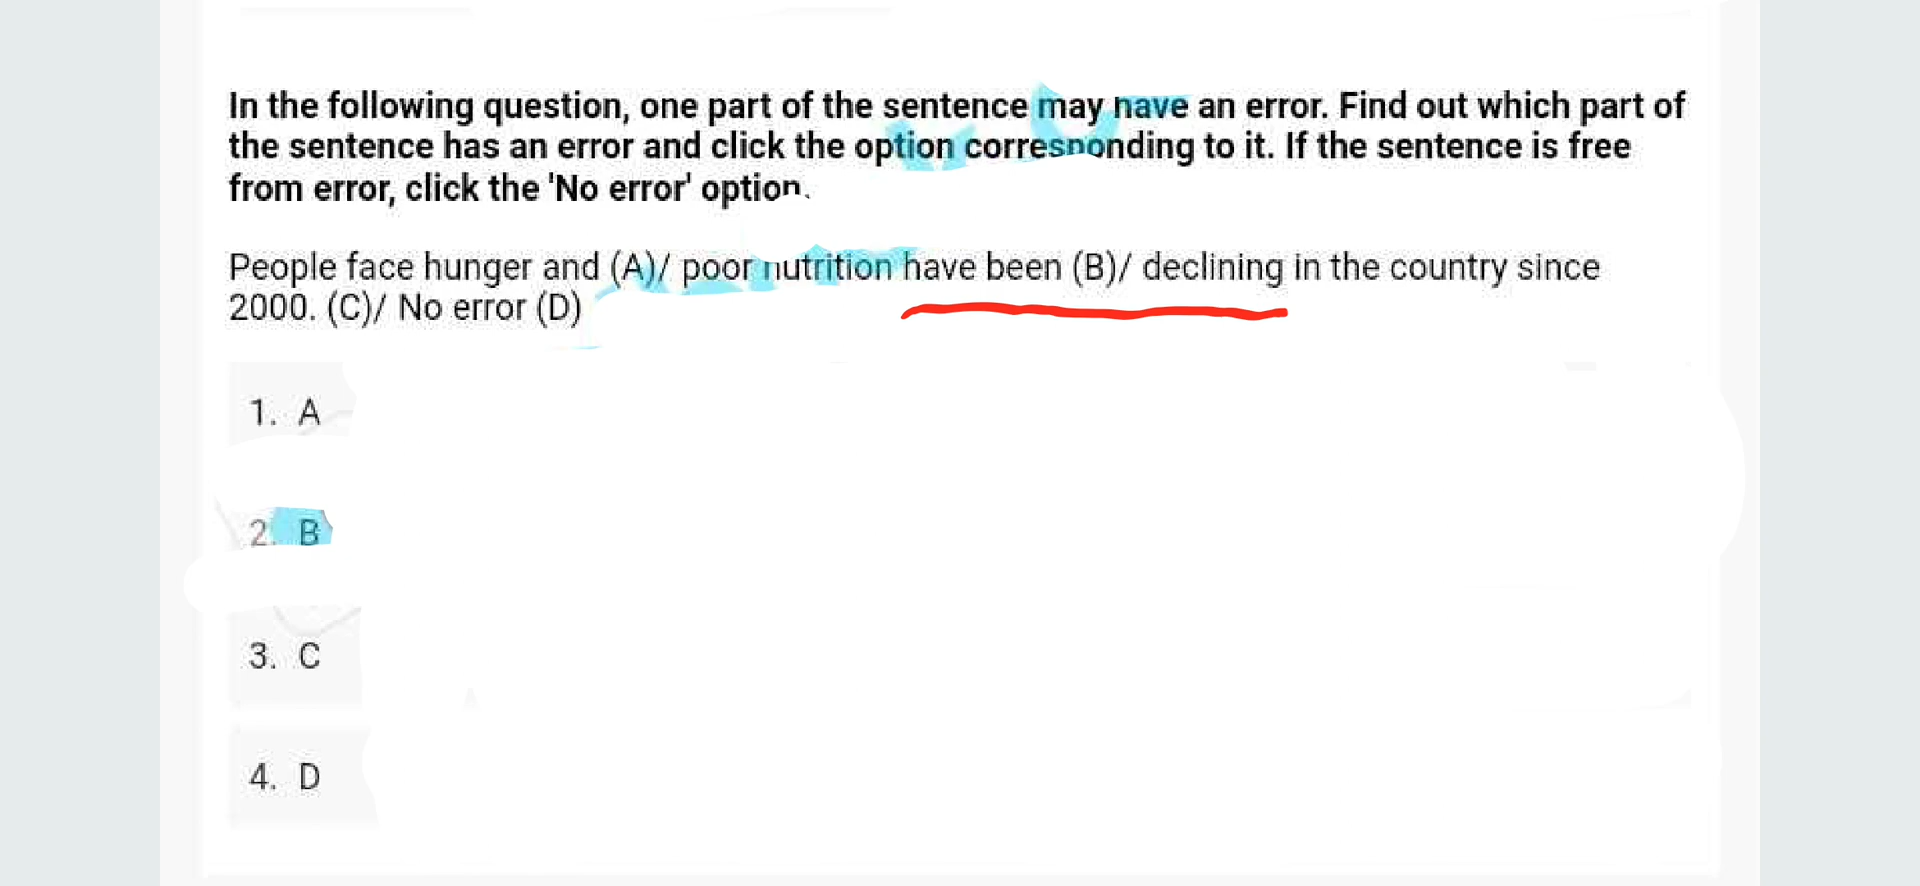 In the following question, one part of the sentence may have an error. Find out which part of
the sentence has an error and click the option corresponding to it. If the sentence is free
from error, click the 'No error' option.
People face hunger and (A)/ poor nutrition have been (B)/ declining in the country since
2000. (C)/ No error (D)
1. A
2. B
3. C
4. D